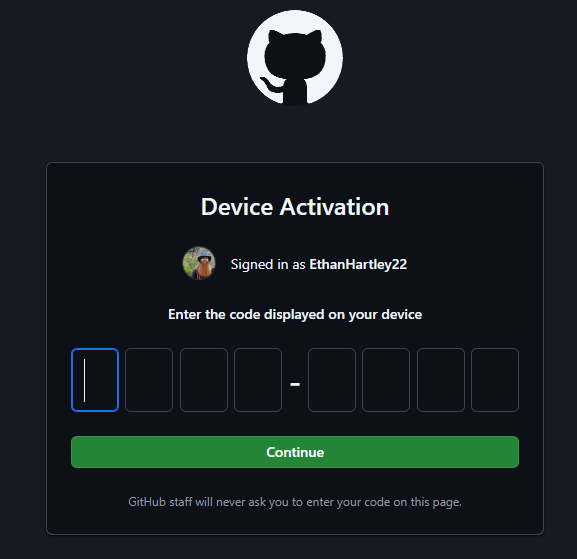 Device Activation
Signed in as EthanHartley22
Enter the code displayed on your device
-
Continue
GitHub staff will never ask you to enter your code on this page.